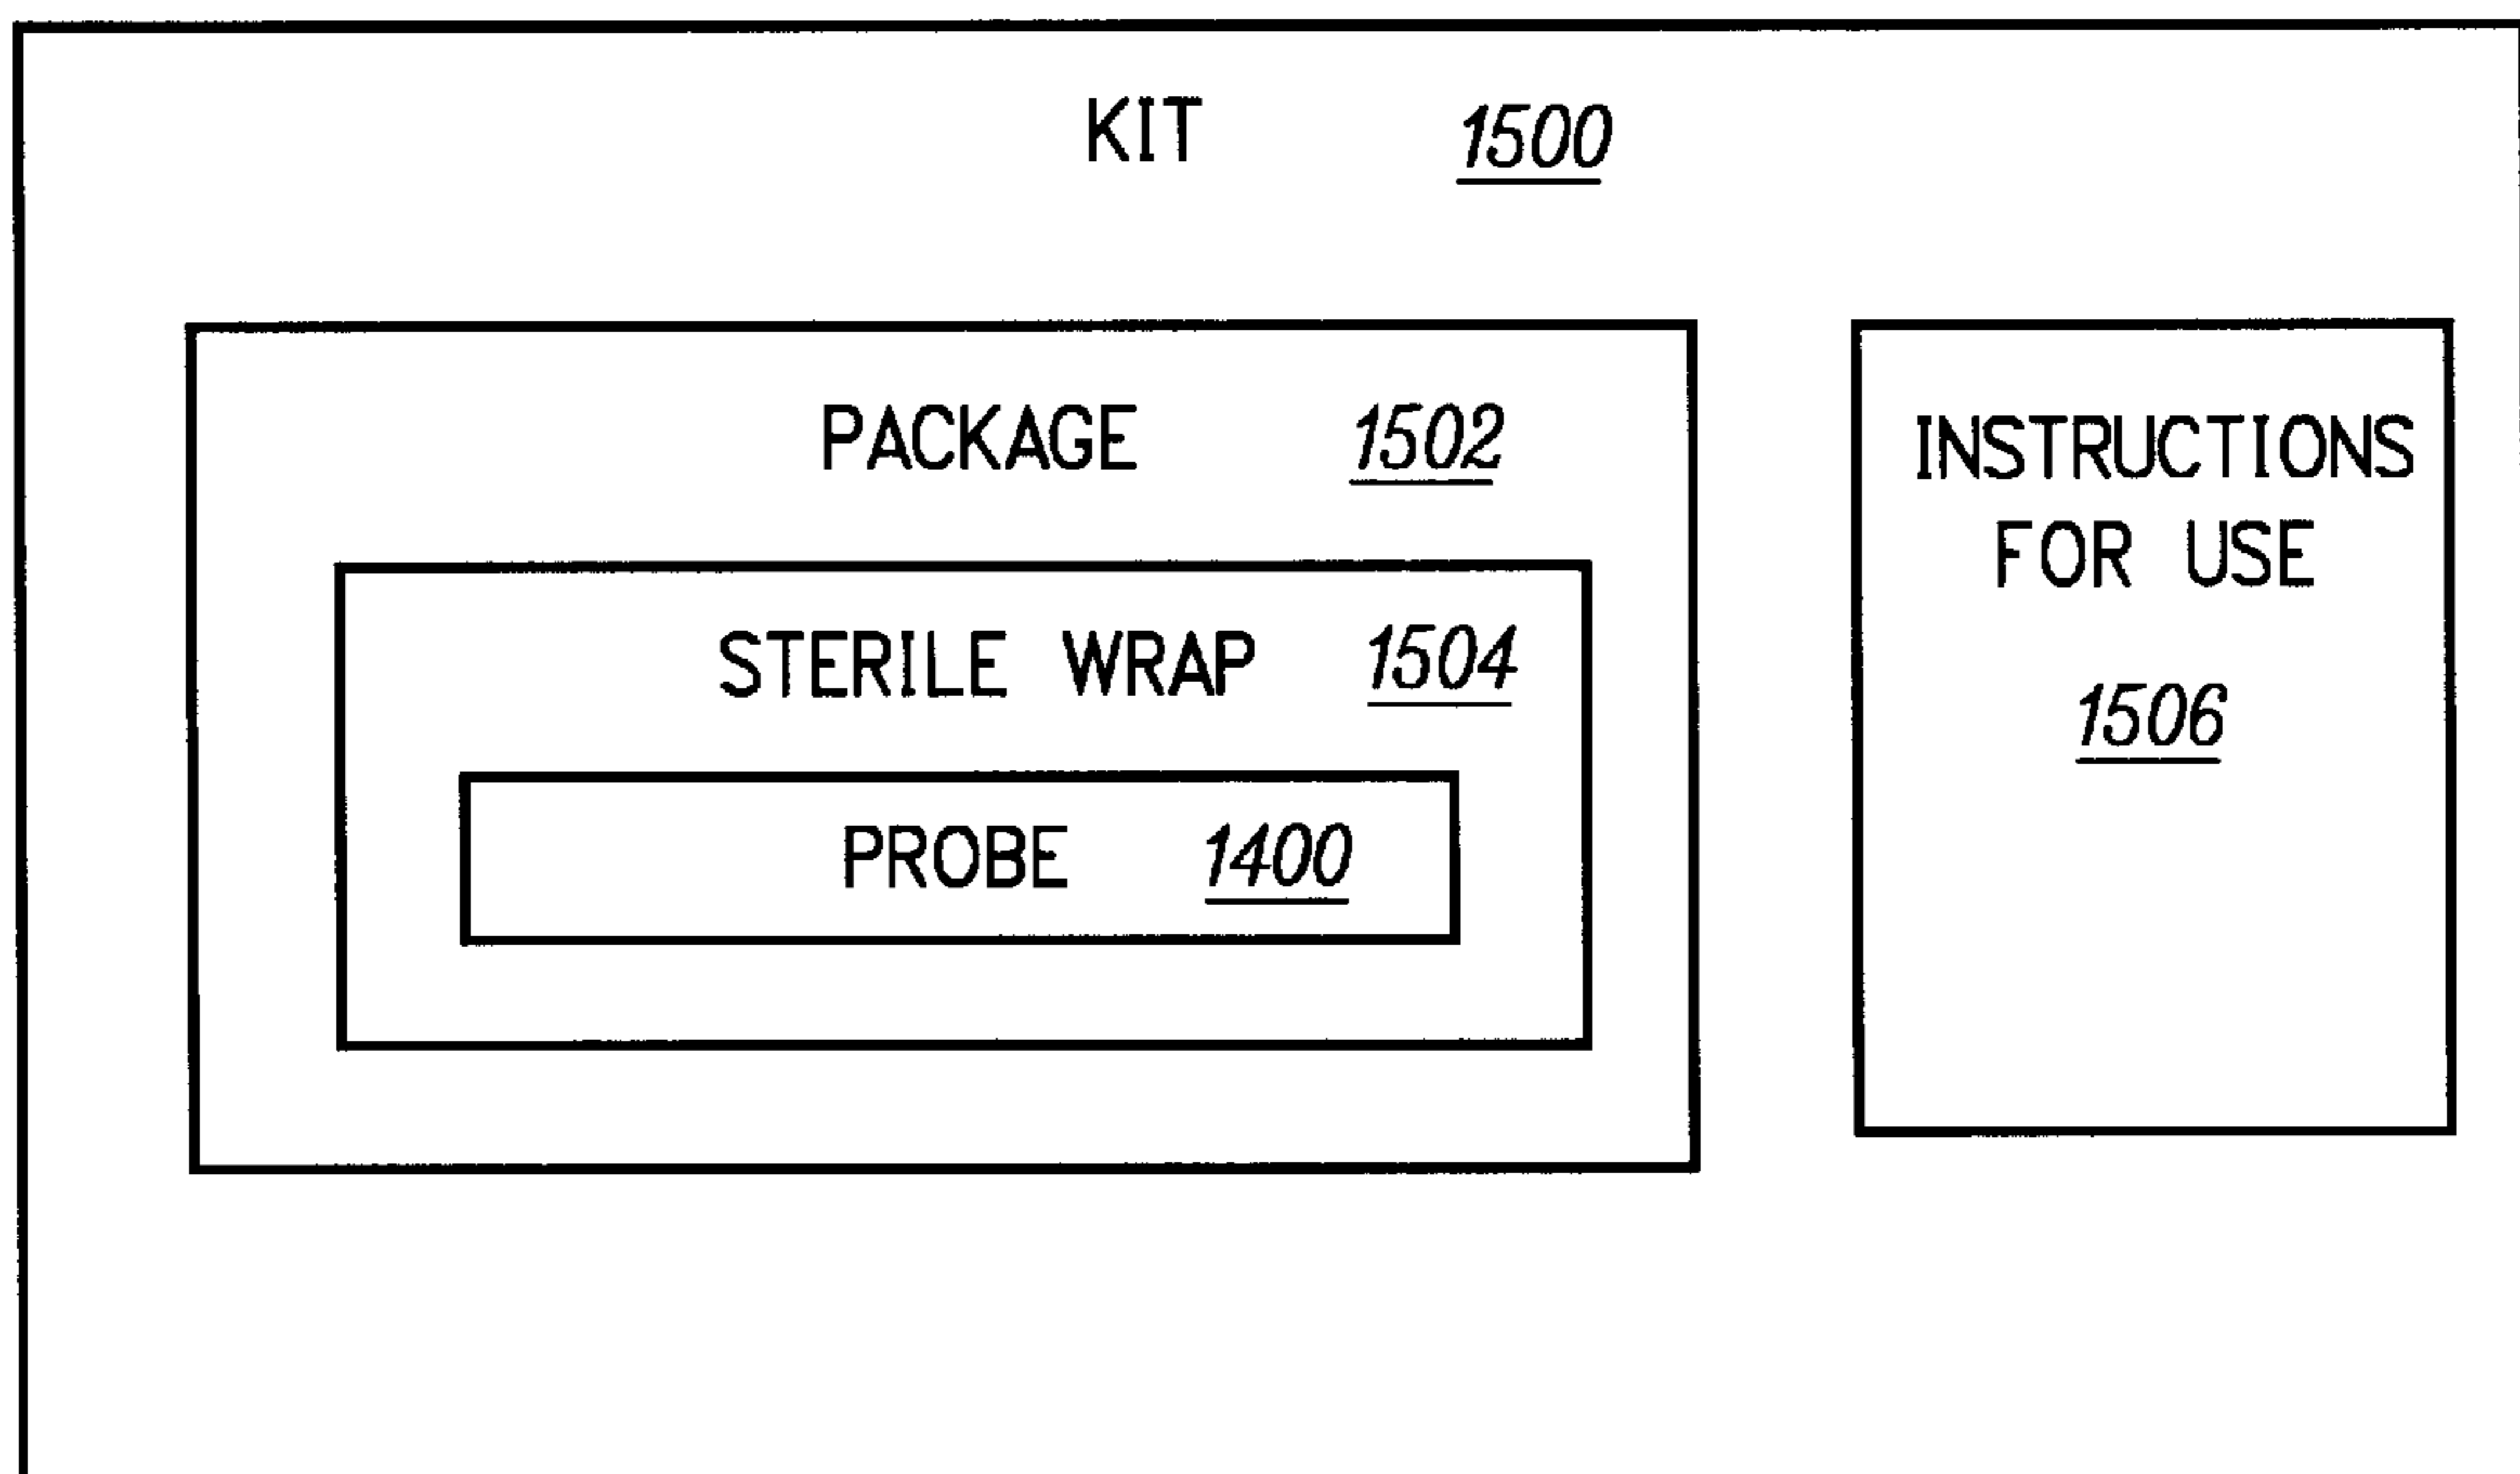 KIT 1500
PACKAGE 1502
STERILE WRAP 1504
PROBE 1400
INSTRUCTIONS
FOR USE
1506